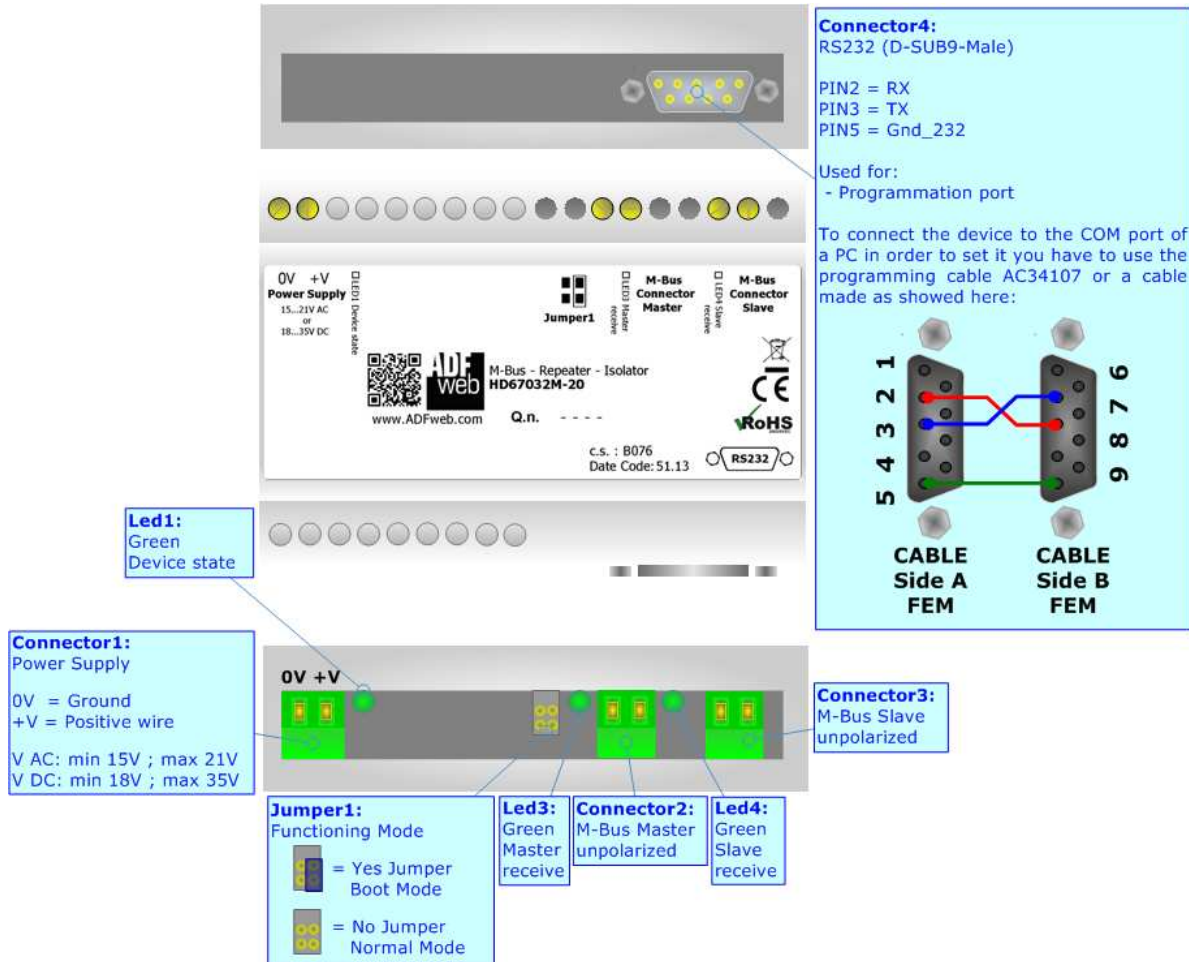 Connector4:
RS232 (D-SUB9-Male)
PIN2 = RX
PIN3 = TX
PIN5 = Gnd_232
Used for:
- Programmation port
To connect the device to the COM port of
a PC in order to set it you have to use the
programming cable AC34107 or a cable
made as showed here:
1
2
3
4
5
6
7
8
9
CABLE
Side A
FEM
CABLE
Side B
FEM
0V +V
Power Supply
15...21V AC
or
18...35V DC
LED1 Device state
Jumper1
LED3 Master
receive
M-Bus
Connector
Master
LED4 Slave
receive
M-Bus
Connector
Slave
ADF
web
www.ADFweb.com
M-Bus - Repeater - Isolator
HD67032M-20
Q.n. - - - -
CE
RoHS
c.s. : B076
Date Code: 51.13
RS232
Led1:
Green
Device state
Connector1:
Power Supply
0V = Ground
+V = Positive wire
V AC: min 15V ; max 21V
V DC: min 18V ; max 35V
0V +V
Connector3:
M-Bus Slave
unpolarized
Jumper1:
Functioning Mode
= Yes Jumper
Boot Mode
= No Jumper
Normal Mode
Led3:
Green
Master
receive
Connector2:
M-Bus Master
unpolarized
Led4:
Green
Slave
receive